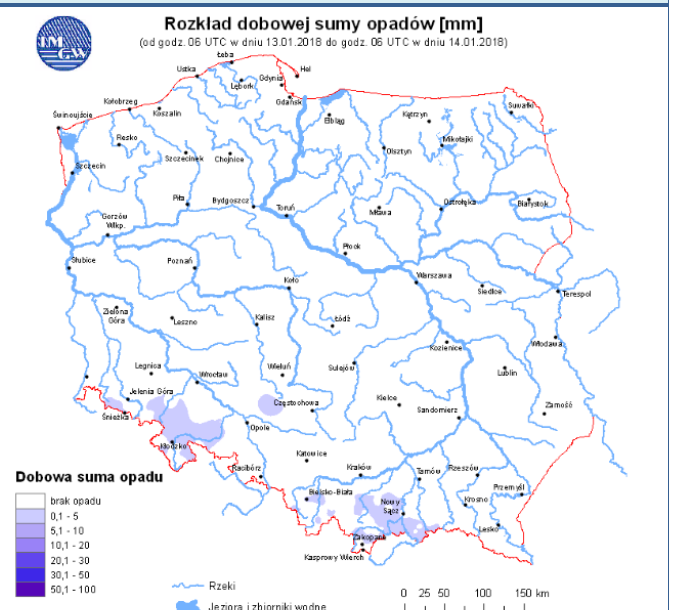 IM
GW
Rozkład dobowej sumy opadów [mm]
(od godz. 06 UTC w dniu 13.01.2018 do godz. 06 UTC w dniu 14.01.2018)
Łeba
Hel
Ustka
Gdynia
Lębork
Gdańsk
Kołobrzeg
Koszalin
Świnoujście
Suwałki
Kętrzyn
Elbląg
Resko
Mikołajki
Olsztyn
Szczecinek
Chojnice
Szczecin
Piła
Bydgoszcz
Toruń
Mława
Ostrołęka
Białystok
Gorzów
Wlkp.
Płock
Słubice
Poznań
Koło
Warszawa
Siedlce
Terespol
Zielona
Góra
Leszno
Kalisz
Łódź
Kozienice
Włodawa
Legnica
Wrocław
Wieluń
Sulejów
Lublin
Jelenia Góra
Śnieżka
Częstochowa
Kielce
Sandomierz
Zamość
Opole
Kłodzko
Racibórz
Katowice
Kraków
Tarnów
Rzeszów
Przemyśl
Bielsko-Biała
Nowy
Sącz
Krosno
Lesko
Zakopane
Kasprowy Wierch
Dobowa suma opadu
brak opadu
0,1 - 5
5,1 - 10
10,1 - 20
20,1 - 30
30,1 - 50
50,1 - 100
Rzeki
Jeziora i zbiorniki wodne
0 25 50 100 150 km